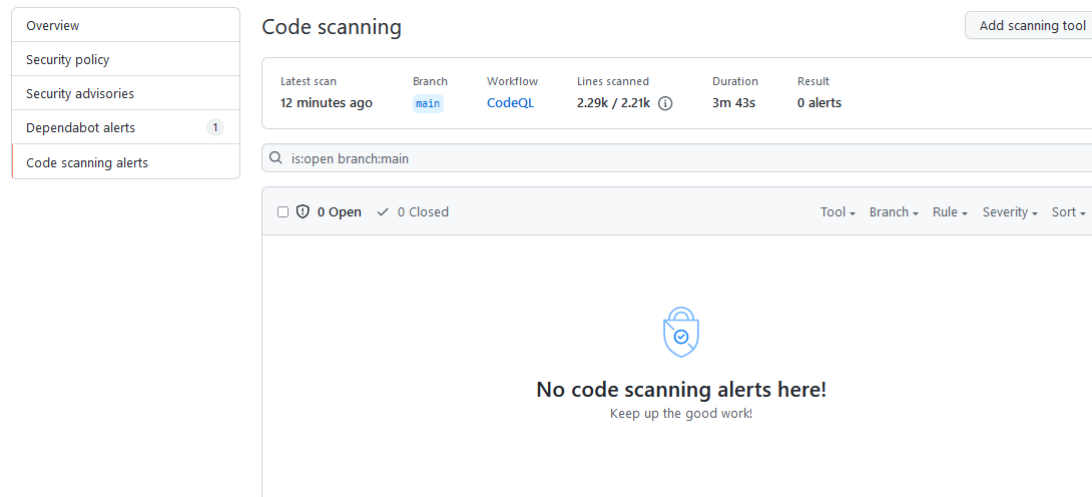 Overview
Security policy
Security advisories
Dependabot alerts 1
Code scanning alerts
Code scanning
Add scanning tool
Latest scan Branch Workflow Lines scanned Duration Result
12 minutes ago main CodeQL 2.29k / 2.21k 3m 43s 0 alerts
is:open branch:main
0 Open 0 Closed Tool Branch Rule Severity Sort
No code scanning alerts here!
Keep up the good work!